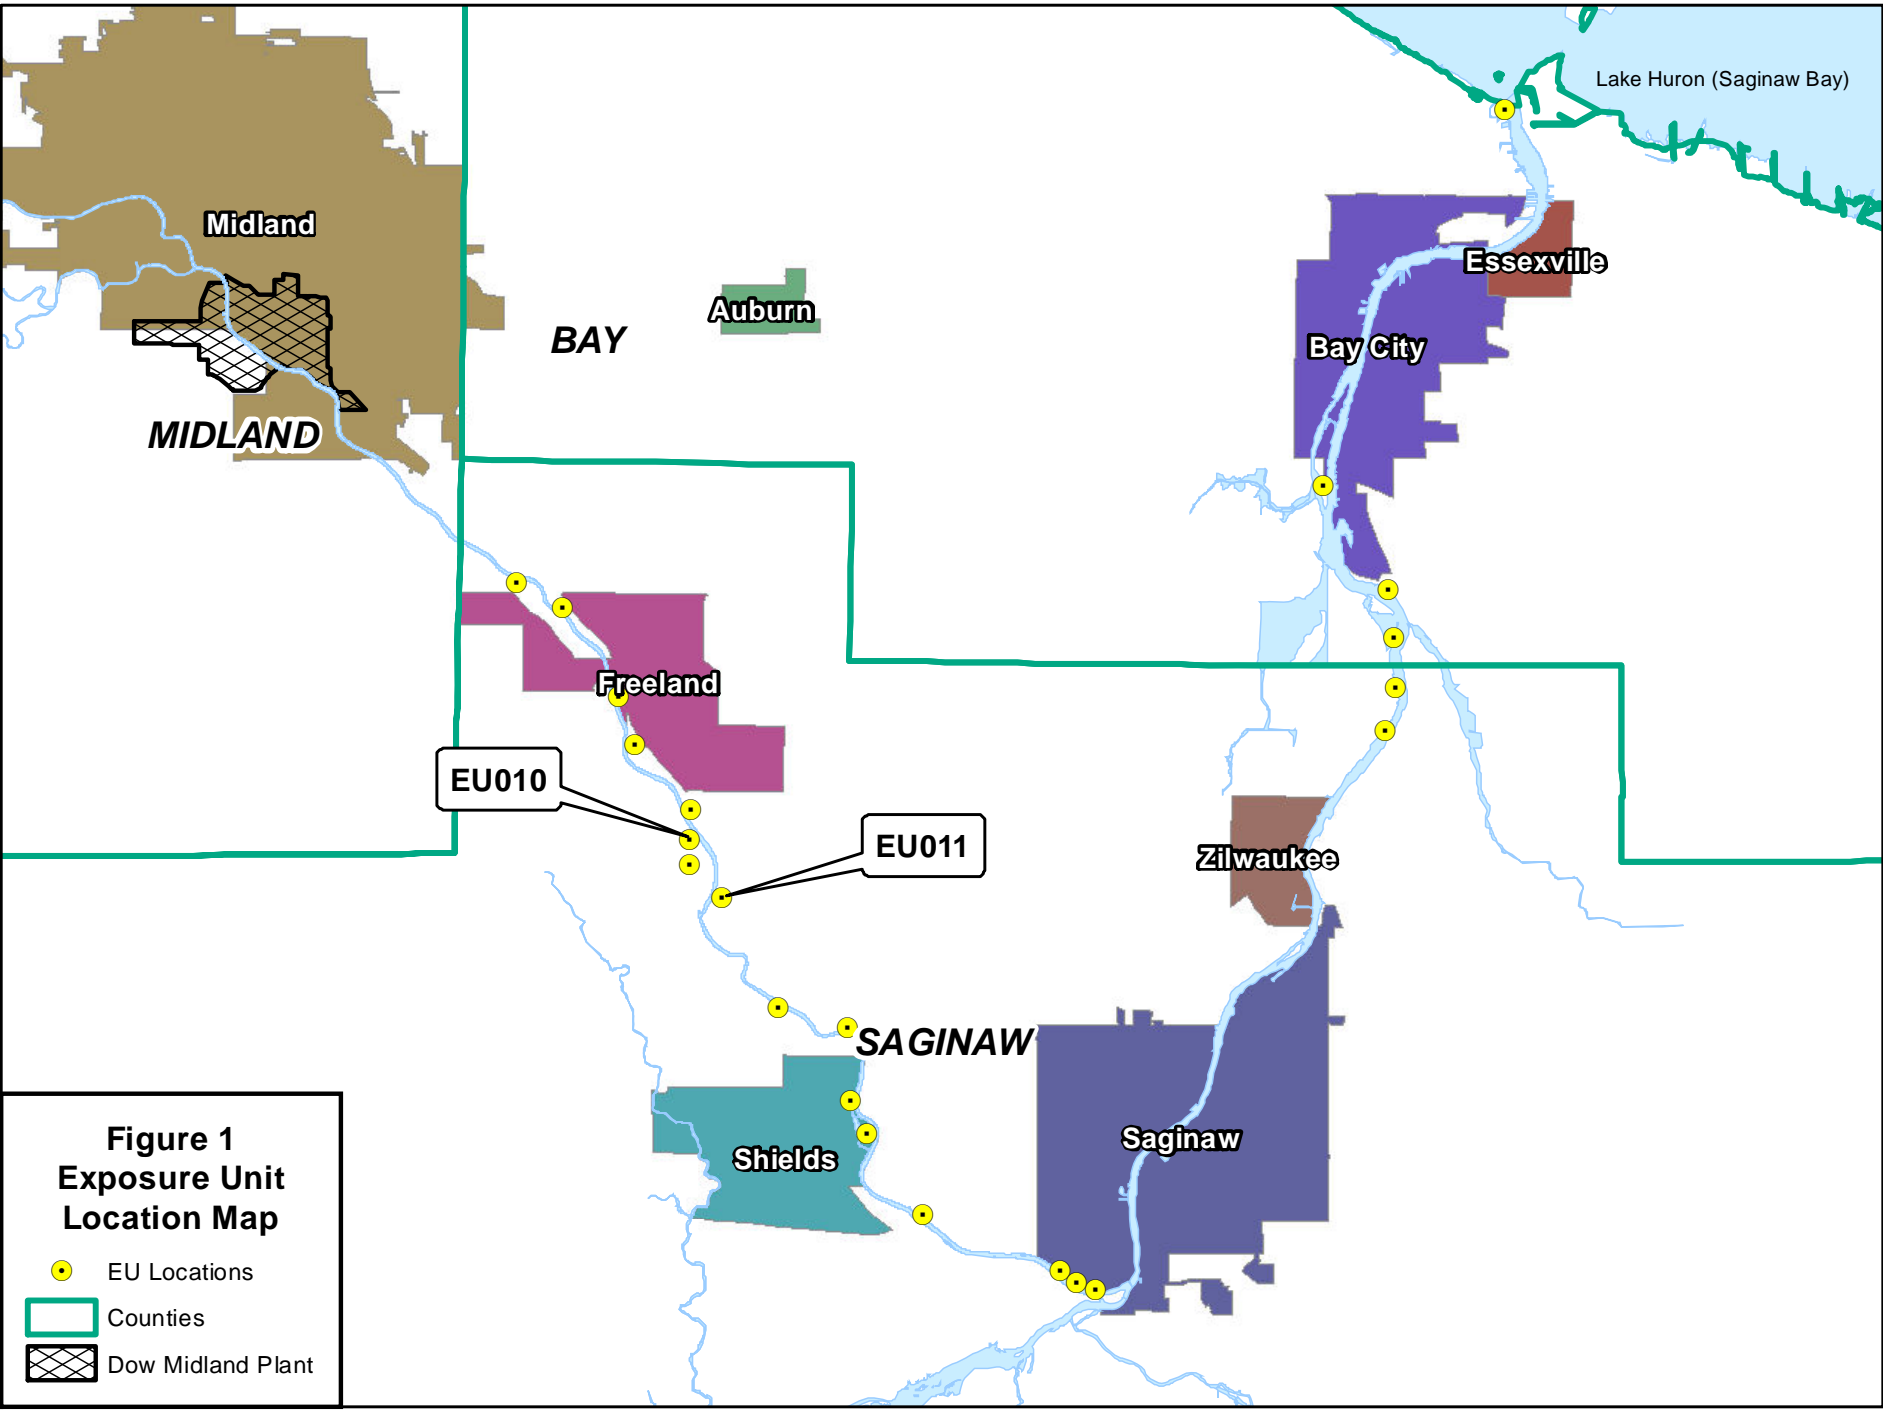 Lake Huron (Saginaw Bay)
Midland
Essexville
Auburn
BAY
Bay City
MIDLAND
Freeland
EU010
EU011
Zilwaukee
SAGINAW
Saginaw
Shields
Figure 1
Exposure Unit
Location Map
EU Locations
Counties
Dow Midland Plant